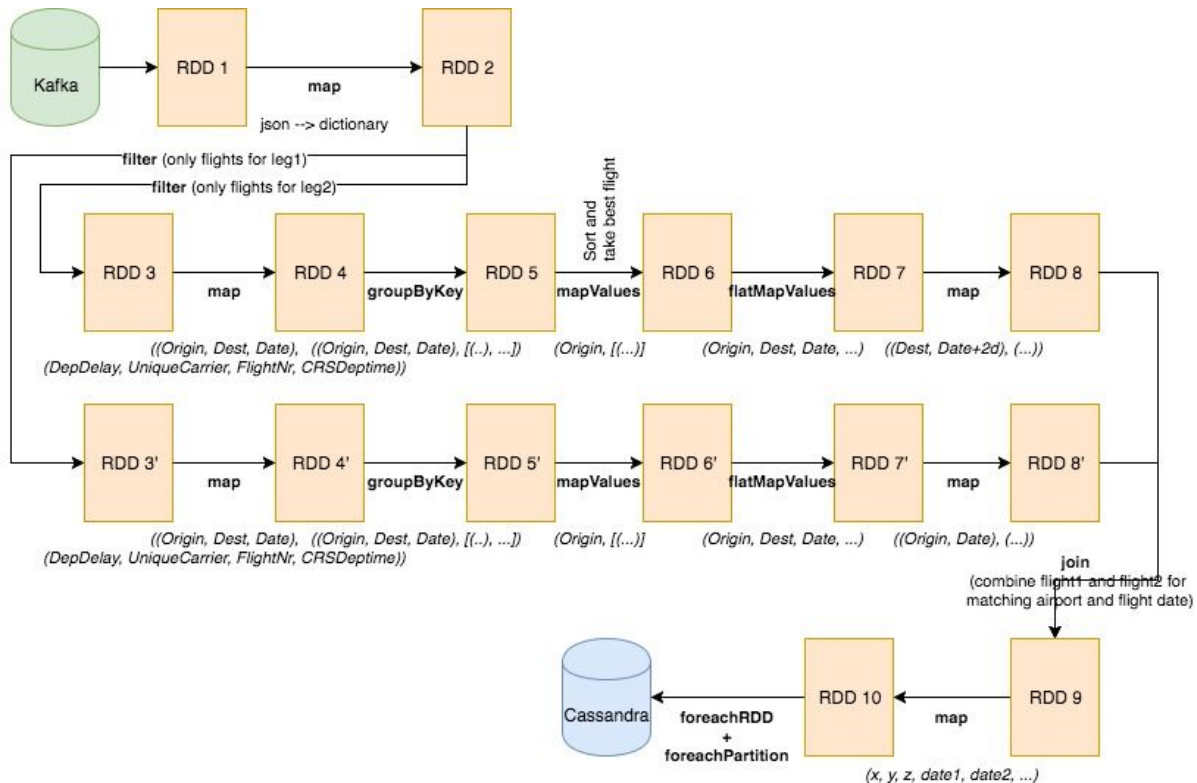 Kafka
RDD 1
map
json --> dictionary
RDD 2
filter (only flights for leg1)
filter (only flights for leg2)
RDD 3
map
RDD 4
groupByKey
RDD 5
Sort and
take best flight
mapValues
RDD 6
flatMapValues
RDD 7
map
RDD 8
((Origin, Dest, Date),
(DepDelay, UniqueCarrier, FlightNr, CRSDeptime))
((Origin, Dest, Date), [(..), ...])
(Origin, [(...)]
(Origin, Dest, Date, ...)
((Dest, Date+2d), (...))
RDD 3'
map
RDD 4'
groupByKey
RDD 5'
mapValues
RDD 6'
flatMapValues
RDD 7'
map
RDD 8'
((Origin, Dest, Date),
(DepDelay, UniqueCarrier, FlightNr, CRSDeptime))
((Origin, Dest, Date), [(..), ...])
(Origin, [(...)]
(Origin, Dest, Date, ...)
((Origin, Date), (...))
join
(combine flight1 and flight2 for
matching airport and flight date)
Cassandra
foreachRDD
+
foreachPartition
RDD 10
map
RDD 9
(x, y, z, date1, date2, ...)